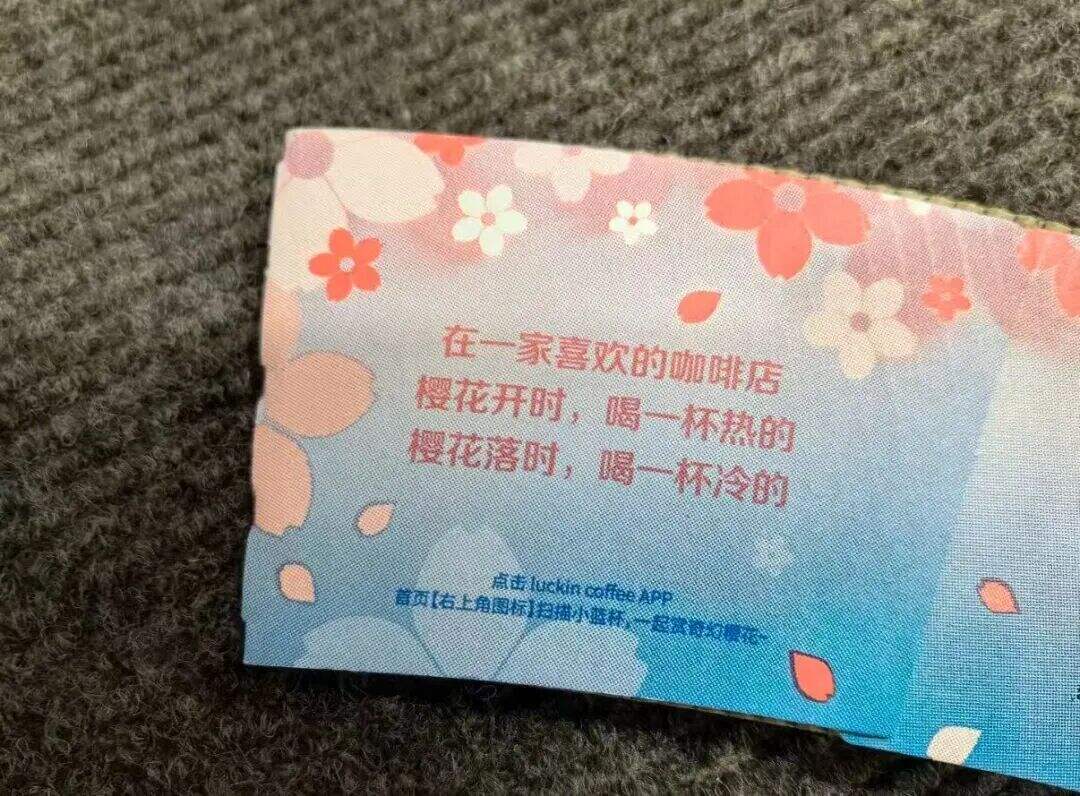 在一家喜欢的咖啡店
樱花开时，喝一杯热的
樱花落时，喝一杯冷的
点击 luckin coffee APP
首页【右上角图标】扫描小蓝杯，一起赏奇幻樱花~